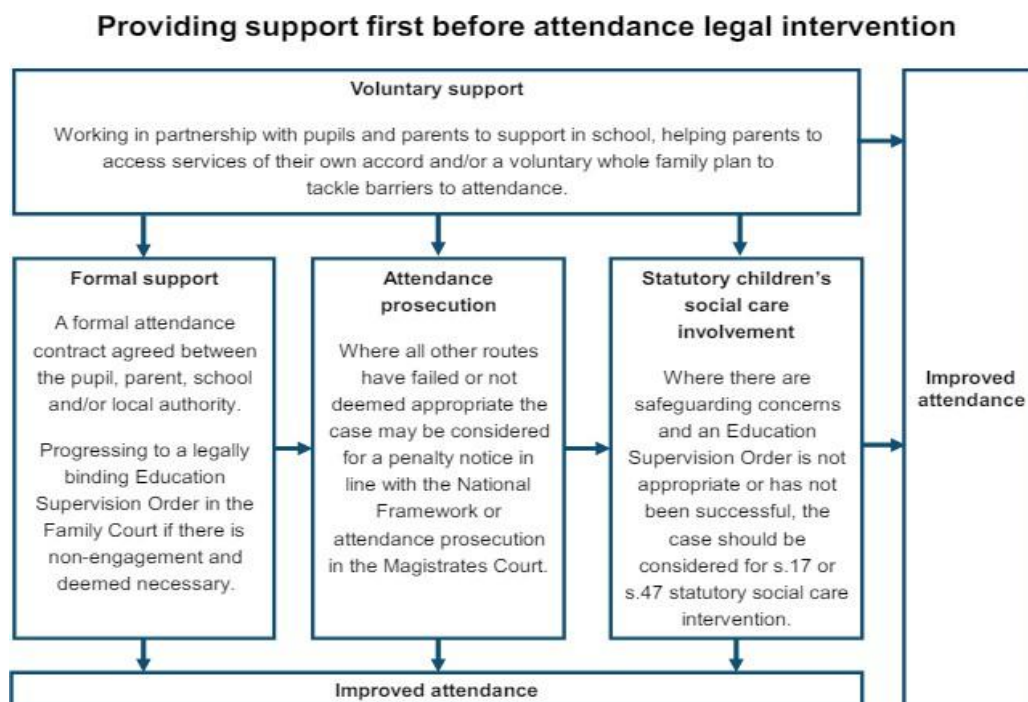 Providing support first before attendance legal intervention
Voluntary support
Working in partnership with pupils and parents to support in school, helping parents to
access services of their own accord and/or a voluntary whole family plan to
tackle barriers to attendance.
Formal support
A formal attendance
contract agreed between
the pupil, parent, school
and/or local authority.
Progressing to a legally
binding Education
Supervision Order in the
Family Court if there is
non-engagement and
deemed necessary.
Attendance
prosecution
Where all other routes
have failed or not
deemed appropriate the
case may be considered
for a penalty notice in
line with the National
Framework or
attendance prosecution
in the Magistrates Court.
Statutory children's
social care
involvement
Where there are
safeguarding concerns
and an Education
Supervision Order is not
appropriate or has not
been successful, the
case should be
considered for s.17 or
s.47 statutory social care
intervention.
Improved
attendance
Improved attendance